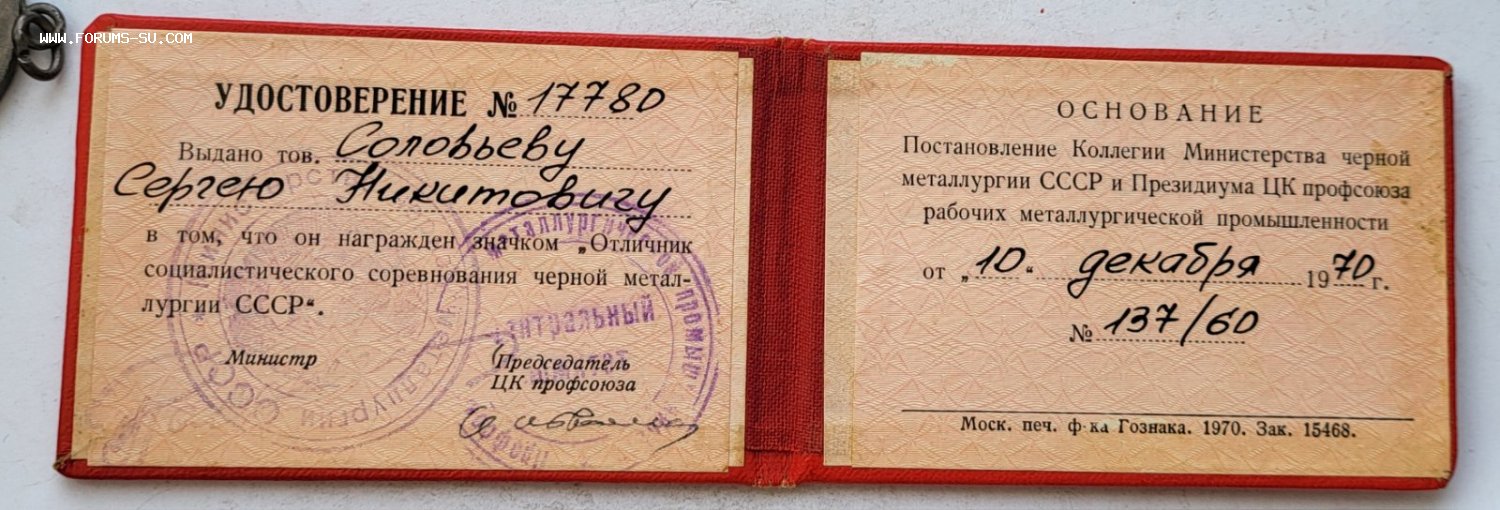 www.forums-su.com
УДОСТОВЕРЕНИЕ № 17780
Выдано тов. Соловьеву
Сергею Никитовичу
в том, что он награжден значком „Отличник
социалистического соревнования черной метал-
лургии СССР“.
Министр
Председатель
ЦК профсоюза
Центральный
ОСНОВАНИЕ
Постановление Коллегии Министерства черной
металлургии СССР и Президиума ЦК профсоюза
рабочих металлургической промышленности
от „10“ декабря 1970 г.
№ 137/60
Моск. печ. ф-ка Гознака. 1970. Зак. 15468.